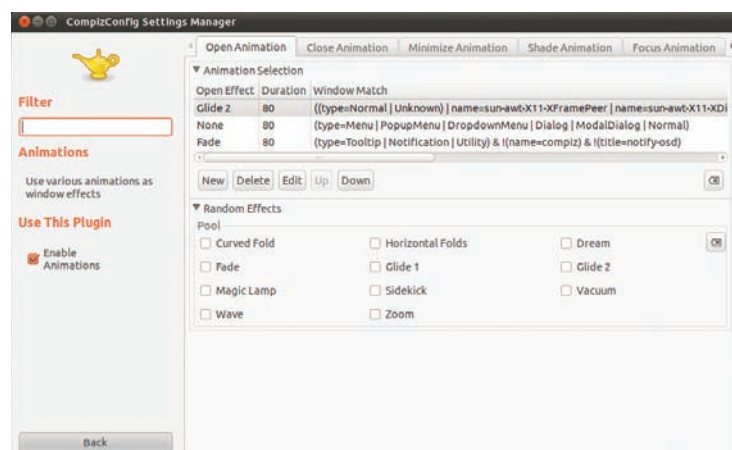 CompizConfig Settings Manager
Filter
Animations
Use various animations as
window effects
Use This Plugin
Enable
Animations
Back
Open Animation Close Animation Minimize Animation Shade Animation Focus Animation
Animation Selection
Open Effect Duration Window Match
Glide 2 80 ((type=Normal | Unknown) | name=sun-awt-X11-XFramePeer | name=sun-awt-X11-XDi
None 80 (type=Menu | PopupMenu | DropdownMenu | Dialog | ModalDialog | Normal)
Fade 80 (type=Tooltip | Notification | Utility) & !(name=compiz) & !(title=notify-osd)
New Delete Edit Up Down
Random Effects
Pool
Curved Fold Horizontal Folds Dream
Fade Glide 1 Glide 2
Magic Lamp Sidekick Vacuum
Wave Zoom